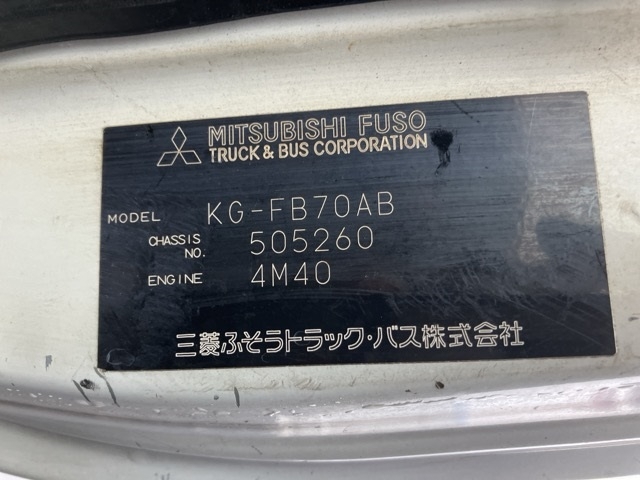 MITSUBISHI FUSO
TRUCK & BUS CORPORATION
MODEL KG-FB70AB
CHASSIS NO. 505260
ENGINE 4M40
三菱ふそうトラック・バス株式会社